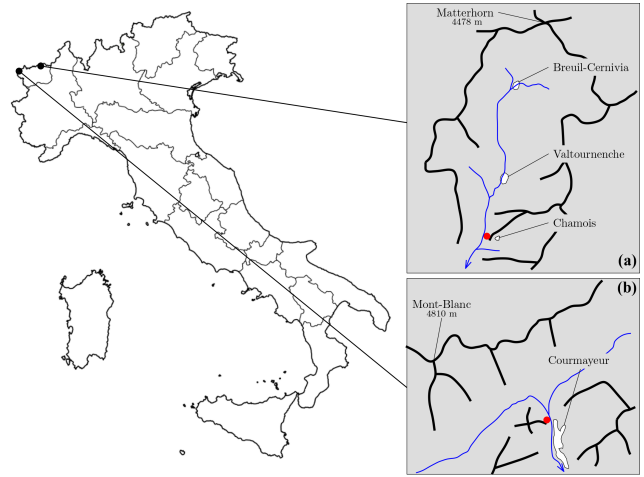 Matterhorn
4478 m
Breuil-Cernivia
Valtournenche
Chamois
(a)
(b)
Mont-Blanc
4810 m
Courmayeur